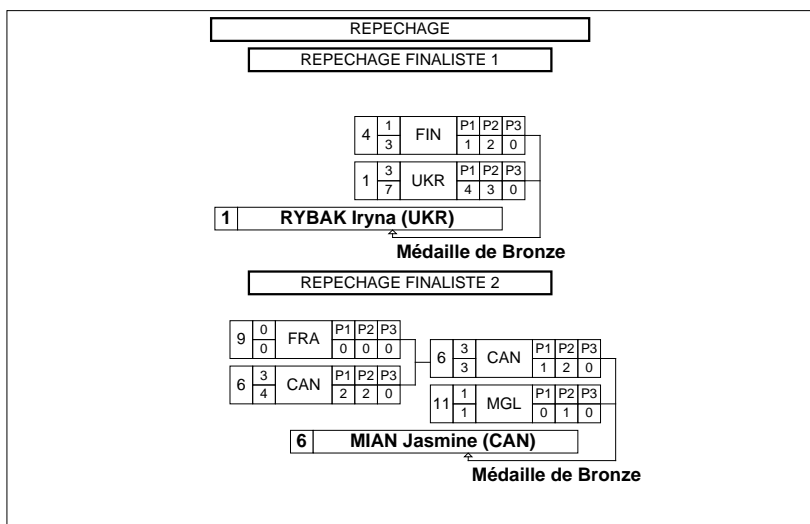 REPECHAGE
REPECHAGE FINALISTE 1
4 1 FIN P1 P2 P3
3 1 2 0
1 3 UKR P1 P2 P3
7 4 3 0
1 RYBAK Iryna (UKR)
Médaille de Bronze
REPECHAGE FINALISTE 2
9 0 FRA P1 P2 P3
0 0 0 0
6 3 CAN P1 P2 P3
4 2 2 0
6 3 CAN P1 P2 P3
3 1 2 0
11 1 MGL P1 P2 P3
1 0 1 0
6 MIAN Jasmine (CAN)
Médaille de Bronze